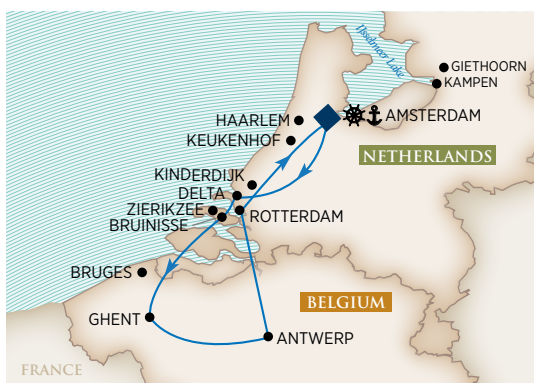 IJsselmeer Lake
GIETHOORN
KAMPEN
HAARLEM
AMSTERDAM
KEUKENHOF
NETHERLANDS
KINDERDIJK
DELTA
ZIERIKZEE
ROTTERDAM
BRUINISSE
BRUGES
BELGIUM
GHENT
ANTWERP
FRANCE